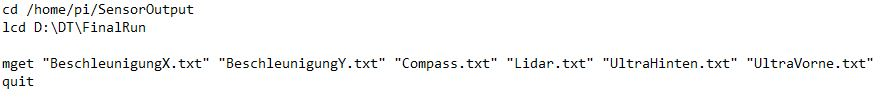 cd /home/pi/SensorOutput
lcd D:\DT\FinalRun
mget "BeschleunigungX.txt" "BeschleunigungY.txt" "Compass.txt" "Lidar.txt" "UltraHinten.txt" "UltraVorne.txt"
quit